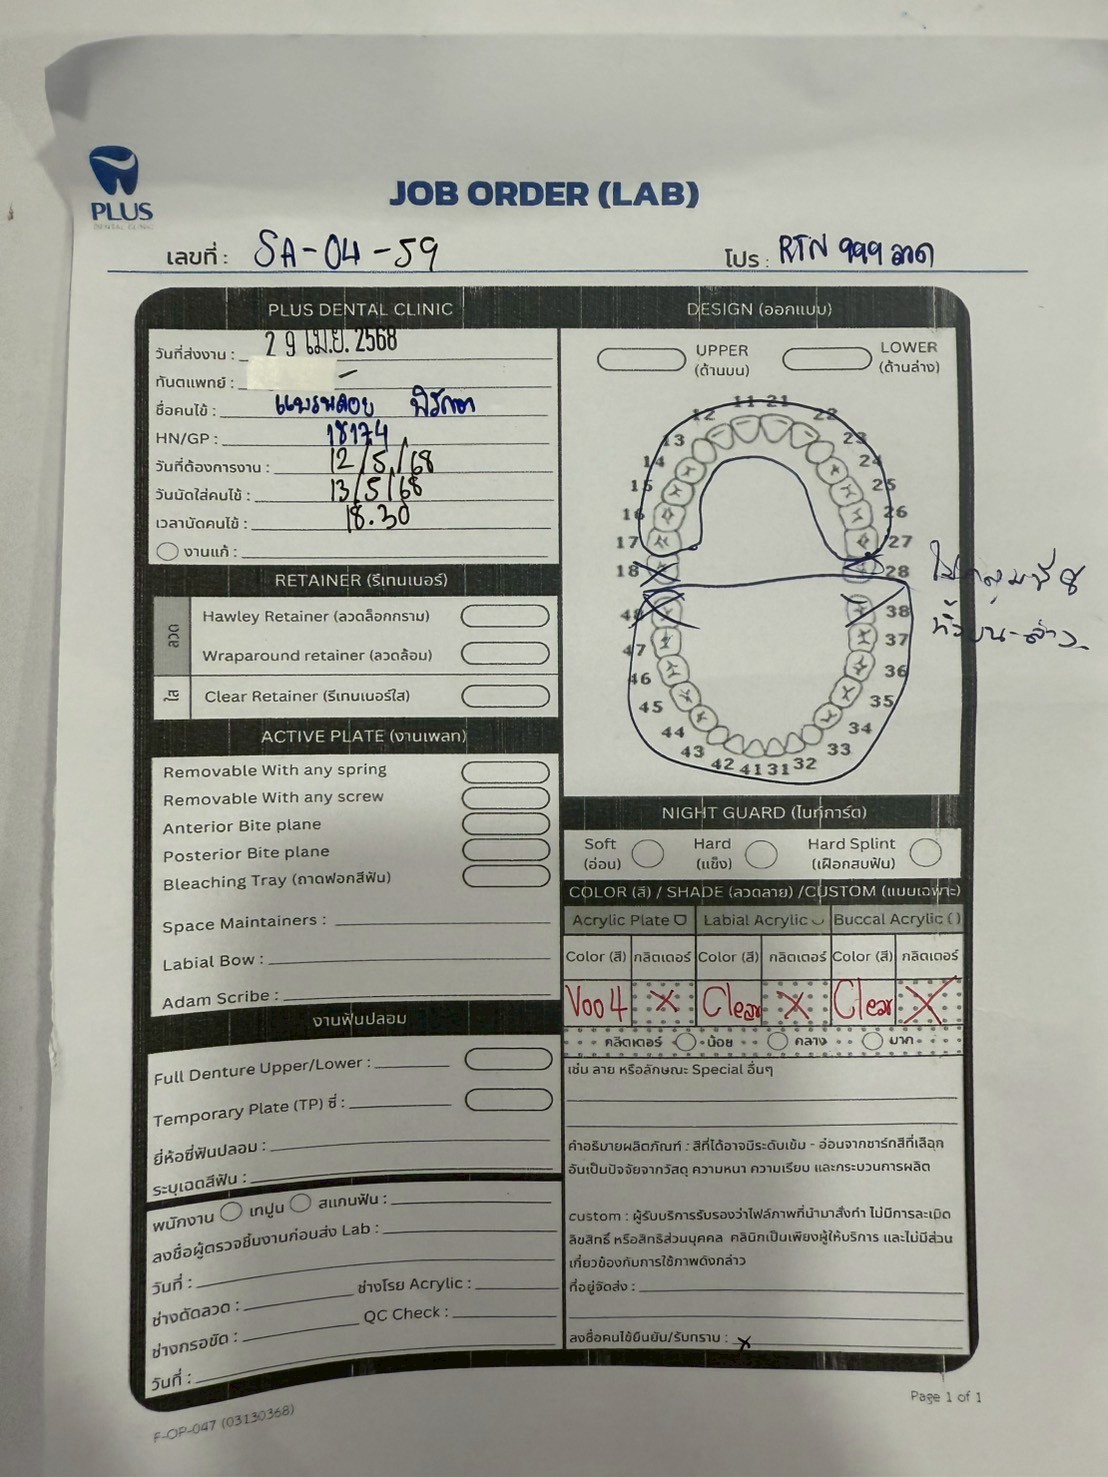 PLUS
DENTAL CLINIC
JOB ORDER (LAB)
เลขที่ : SA-04-59
โปร : RTN 999 ลวด
PLUS DENTAL CLINIC
วันที่ส่งงาน : 29 เม.ย. 2568
ทันตแพทย์ : -
ชื่อคนไข้ : แพรพลอย
HN/GP : 18174
วันที่ต้องการงาน : 12/5/68
วันนัดใส่คนไข้ : 13/5/68
เวลานัดคนไข้ : 18.30
งานแก้ :
RETAINER (รีเทนเนอร์)
ลวด
Hawley Retainer (ลวดล็อกกราม)
Wraparound retainer (ลวดล้อม)
ใส
Clear Retainer (รีเทนเนอร์ใส)
ACTIVE PLATE (งานเพลท)
Removable With any spring
Removable With any screw
Anterior Bite plane
Posterior Bite plane
Bleaching Tray (ถาดฟอกสีฟัน)
Space Maintainers :
Labial Bow :
Adam Scribe :
งานฟันปลอม
Full Denture Upper/Lower :
Temporary Plate (TP) ซี่ :
ยี่ห้อซี่ฟันปลอม :
ระบุเฉดสีฟัน :
พนักงาน เทปูน สแกนฟัน :
ลงชื่อผู้ตรวจชิ้นงานก่อนส่ง Lab :
วันที่ :
ช่างดัดลวด : ช่างโรย Acrylic :
ช่างกรอขัด : QC Check :
วันที่ :
DESIGN (ออกแบบ)
UPPER
(ด้านบน)
LOWER
(ด้านล่าง)
11 21
12 22
13 23
14 24
15 25
16 26
17 27
18 28
48 38
47 37
46 36
45 35
44 34
43 33
42 41 31 32
ไม่คลุมซี่ 8
ทั้งบน-ล่าง
NIGHT GUARD (ไนท์การ์ด)
Soft
(อ่อน)
Hard
(แข็ง)
Hard Splint
(เฝือกสบฟัน)
COLOR (สี) / SHADE (ลวดลาย) /CUSTOM (แบบเฉพาะ)
Acrylic Plate Labial Acrylic Buccal Acrylic ( )
Color (สี) กลิตเตอร์ Color (สี) กลิตเตอร์ Color (สี) กลิตเตอร์
V004 X Clear X Clear X
กลิตเตอร์ น้อย กลาง มาก
เช่น ลาย หรือลักษณะ Special อื่นๆ
คำอธิบายผลิตภัณฑ์ : สีที่ได้อาจมีระดับเข้ม - อ่อนจากชาร์ทสีที่เลือก
อันเป็นปัจจัยจากวัสดุ ความหนา ความเรียบ และกระบวนการผลิต
custom : ผู้รับบริการรับรองว่าไฟล์ภาพที่นำมาสั่งทำ ไม่มีการละเมิด
ลิขสิทธิ์ หรือสิทธิส่วนบุคคล คลินิกเป็นเพียงผู้ให้บริการ และไม่มีส่วน
เกี่ยวข้องกับการใช้ภาพดังกล่าว
ที่อยู่จัดส่ง :
ลงชื่อคนไข้ยืนยัน/รับทราบ : x
Page 1 of 1
F-OP-047 (03130368)